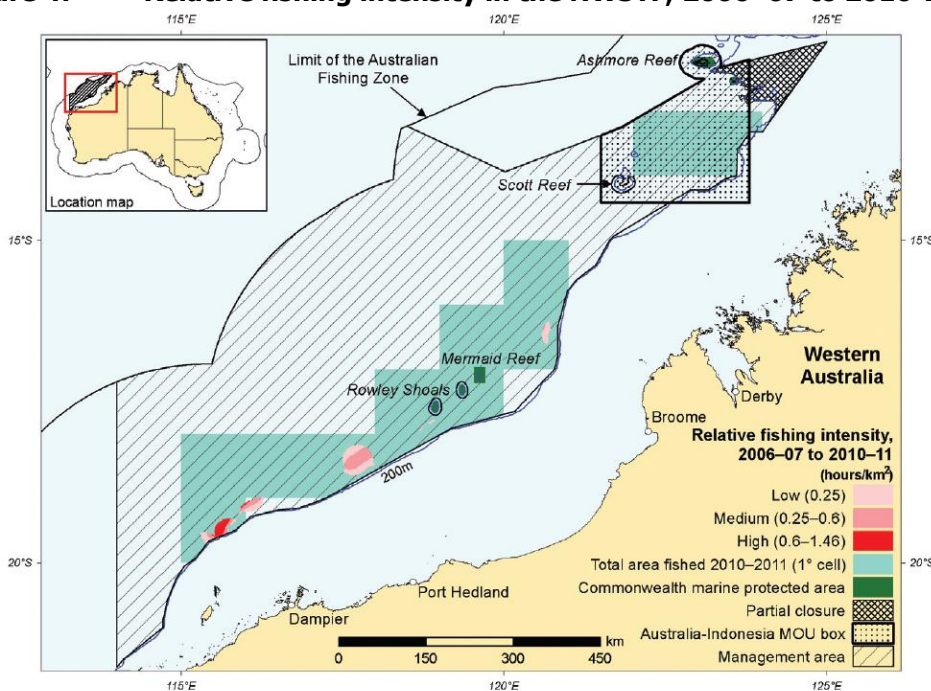 115°E 120°E 125°E
Limit of the Australian
Fishing Zone
Ashmore Reef
Scott Reef
Location map
15°S 15°S
Mermaid Reef
Rowley Shoals
Western
Australia
Derby
Broome
200m
Relative fishing intensity,
2006–07 to 2010–11
(hours/km²)
Low (0.25)
Medium (0.25–0.6)
High (0.6–1.46)
20°S 20°S
Total area fished 2010–2011 (1° cell)
Commonwealth marine protected area
Port Hedland
Dampier
Partial closure
Australia-Indonesia MOU box
Management area
km
0 150 300 450
115°E 120°E 125°E